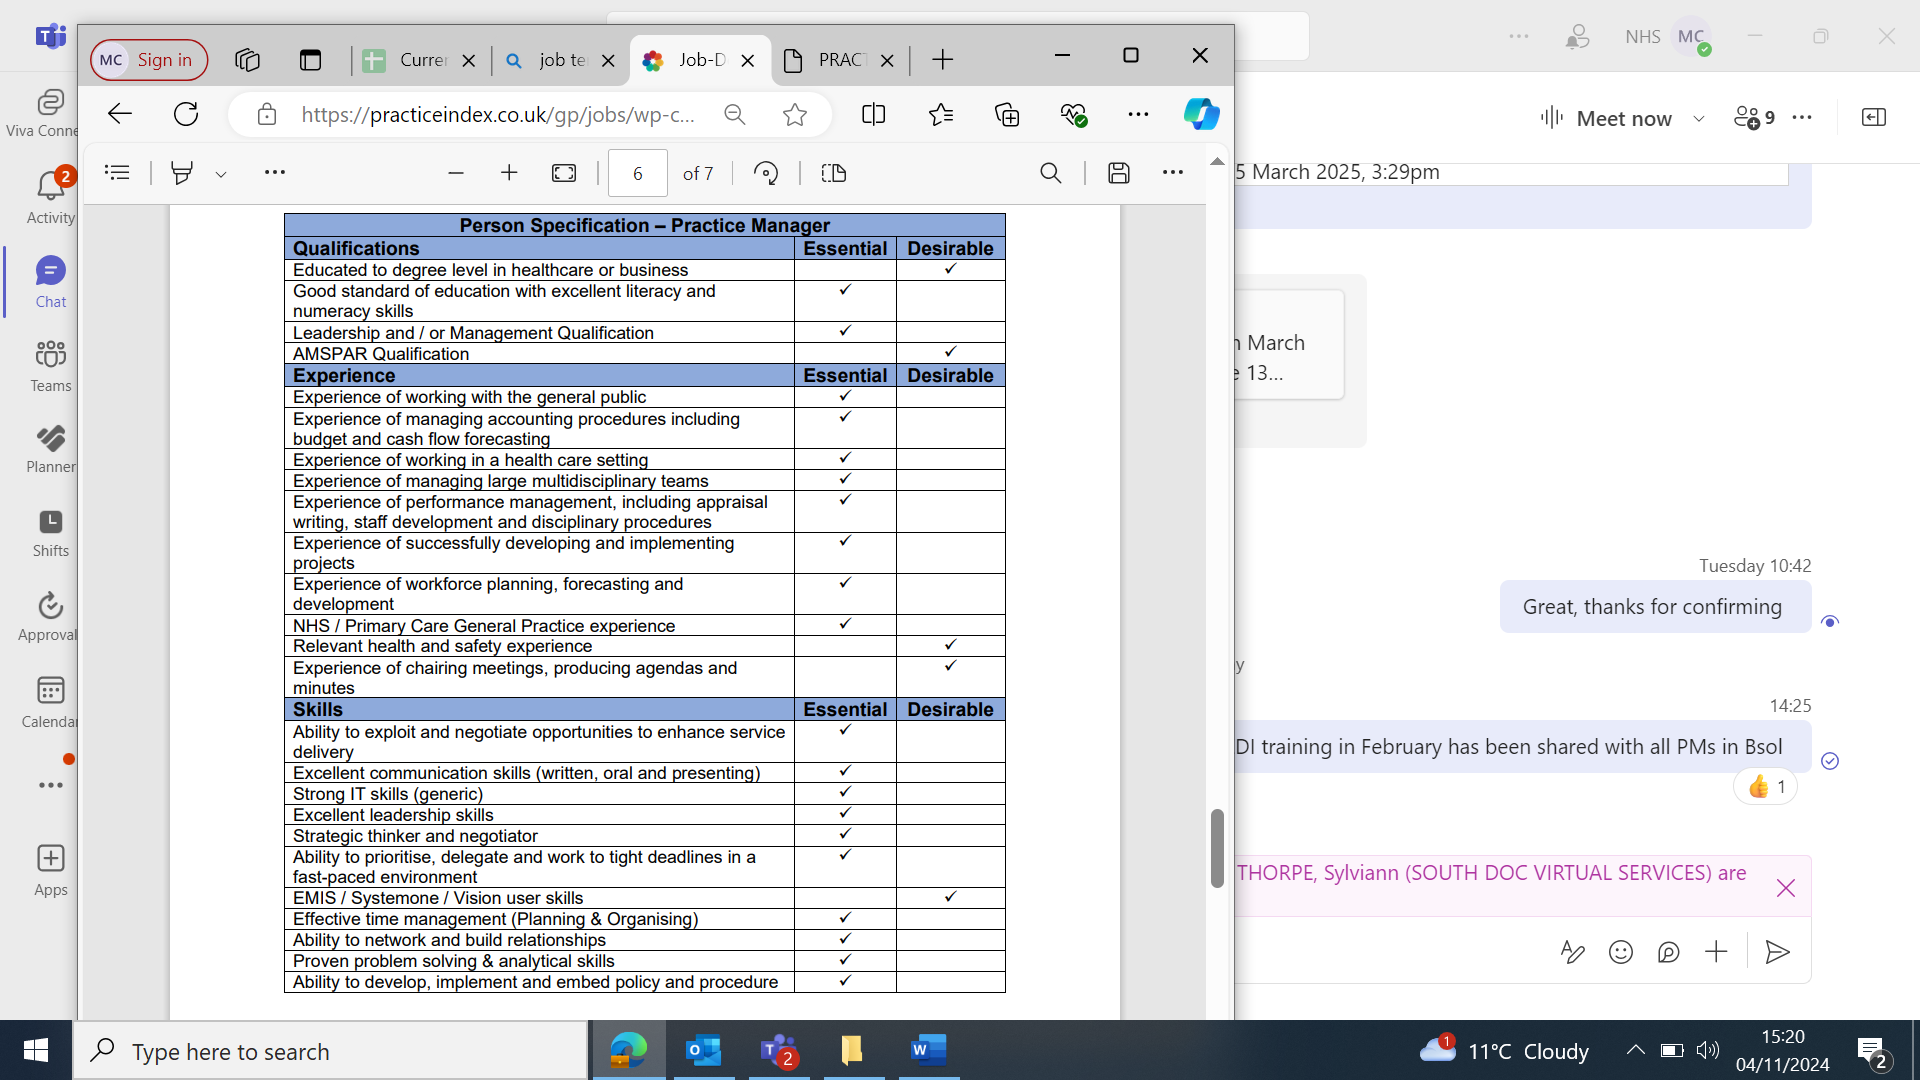 MC Sign in
Currer
job te
Job-D
PRACT
https://practiceindex.co.uk/gp/jobs/wp-c...
6 of 7
Person Specification – Practice Manager
Qualifications Essential Desirable
Educated to degree level in healthcare or business ✓
Good standard of education with excellent literacy and ✓
numeracy skills
Leadership and / or Management Qualification ✓
AMSPAR Qualification ✓
Experience Essential Desirable
Experience of working with the general public ✓
Experience of managing accounting procedures including ✓
budget and cash flow forecasting
Experience of working in a health care setting ✓
Experience of managing large multidisciplinary teams ✓
Experience of performance management, including appraisal ✓
writing, staff development and disciplinary procedures
Experience of successfully developing and implementing ✓
projects
Experience of workforce planning, forecasting and ✓
development
NHS / Primary Care General Practice experience ✓
Relevant health and safety experience ✓
Experience of chairing meetings, producing agendas and ✓
minutes
Skills Essential Desirable
Ability to exploit and negotiate opportunities to enhance service ✓
delivery
Excellent communication skills (written, oral and presenting) ✓
Strong IT skills (generic) ✓
Excellent leadership skills ✓
Strategic thinker and negotiator ✓
Ability to prioritise, delegate and work to tight deadlines in a ✓
fast-paced environment
EMIS / Systemone / Vision user skills ✓
Effective time management (Planning & Organising) ✓
Ability to network and build relationships ✓
Proven problem solving & analytical skills ✓
Ability to develop, implement and embed policy and procedure ✓
Viva Conne
2
Activity
Chat
Teams
Planner
Shifts
Approval
Calendar
Apps
NHS MC
Meet now
9
5 March 2025, 3:29pm
n March
e 13...
Tuesday 10:42
Great, thanks for confirming
y
14:25
DI training in February has been shared with all PMs in Bsol
👍 1
THORPE, Sylviann (SOUTH DOC VIRTUAL SERVICES) are
Type here to search
2
1
11°C Cloudy
15:20
04/11/2024
2